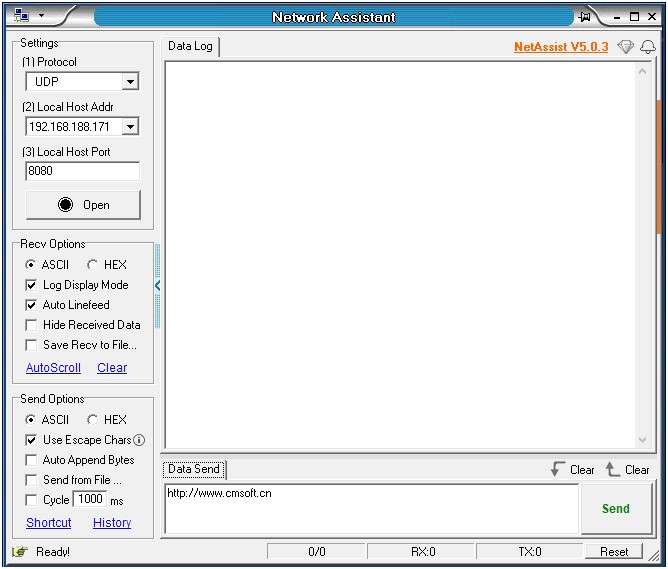 Network Assistant
Settings
(1) Protocol
UDP
(2) Local Host Addr
192.168.188.171
(3) Local Host Port
8080
Open
Recv Options
ASCII HEX
Log Display Mode
Auto Linefeed
Hide Received Data
Save Recv to File...
AutoScroll Clear
Send Options
ASCII HEX
Use Escape Chars
Auto Append Bytes
Send from File ...
Cycle 1000 ms
Shortcut History
Data Log
NetAssist V5.0.3
Data Send
Clear Clear
http://www.cmsoft.cn
Send
Ready!
0/0
RX:0
TX:0
Reset